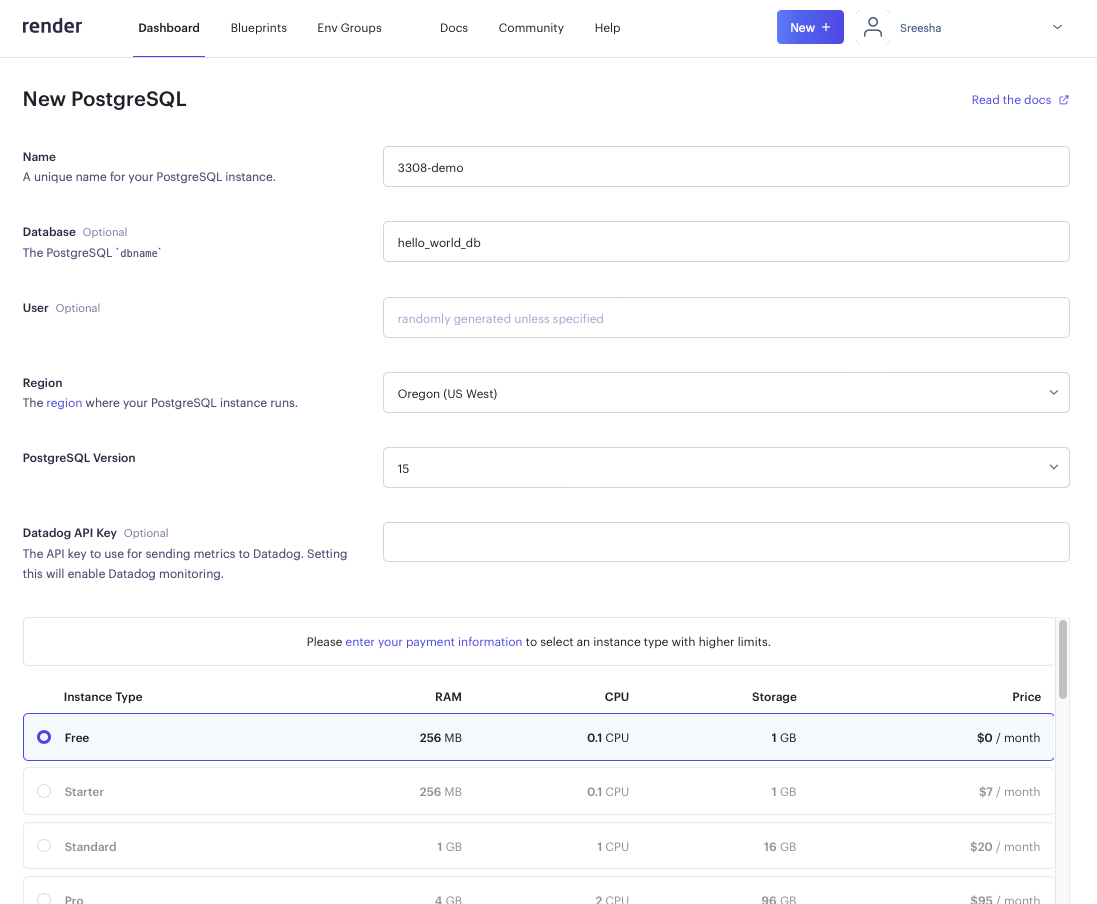 render Dashboard Blueprints Env Groups Docs Community Help New + Sreesha
New PostgreSQL Read the docs
Name
A unique name for your PostgreSQL instance.
3308-demo
Database Optional
The PostgreSQL `dbname`
hello_world_db
User Optional
randomly generated unless specified
Region
The region where your PostgreSQL instance runs.
Oregon (US West)
PostgreSQL Version
15
Datadog API Key Optional
The API key to use for sending metrics to Datadog. Setting
this will enable Datadog monitoring.
Please enter your payment information to select an instance type with higher limits.
Instance Type RAM CPU Storage Price
Free 256 MB 0.1 CPU 1 GB $0 / month
Starter 256 MB 0.1 CPU 1 GB $7 / month
Standard 1 GB 1 CPU 16 GB $20 / month
Pro 4 GB 2 CPU 96 GB $95 / month